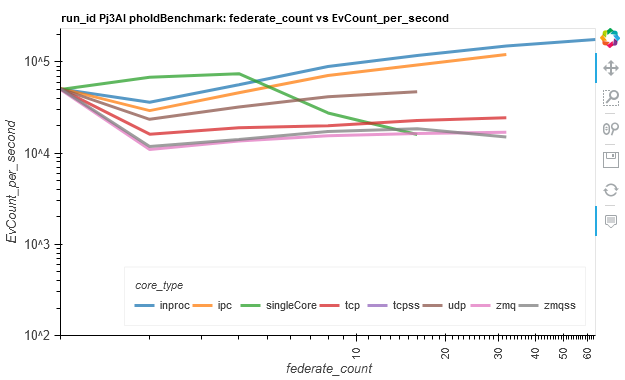 run_id Pj3Al pholdBenchmark: federate_count vs EvCount_per_second
10^5
10^4
10^3
10^2
EvCount_per_second
core_type
inproc ipc singleCore tcp tcpss udp zmq zmqss
10 20 30 40 50 60
federate_count